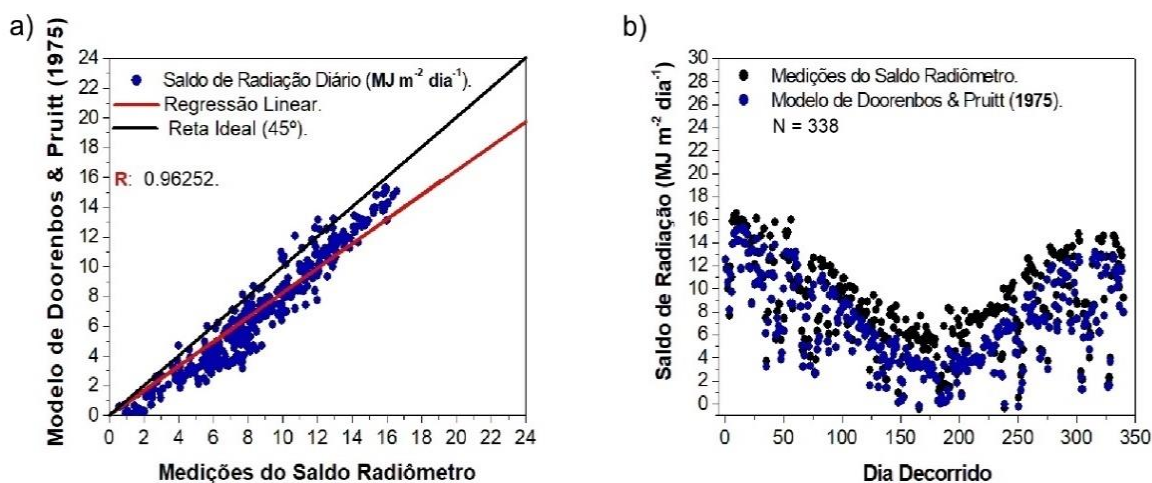 a)
Modelo de Doorenbos & Pruitt (1975)
24
22
20
18
16
14
12
10
8
6
4
2
0
Saldo de Radiação Diário (MJ m-2 dia-1).
Regressão Linear.
Reta Ideal (45º).
R: 0.96252.
0 2 4 6 8 10 12 14 16 18 20 22 24
Medições do Saldo Radiômetro
b)
Saldo de Radiação (MJ m-2 dia-1)
30
28
26
24
22
20
18
16
14
12
10
8
6
4
2
0
Medições do Saldo Radiômetro.
Modelo de Doorenbos & Pruitt (1975).
N = 338
0 50 100 150 200 250 300 350
Dia Decorrido